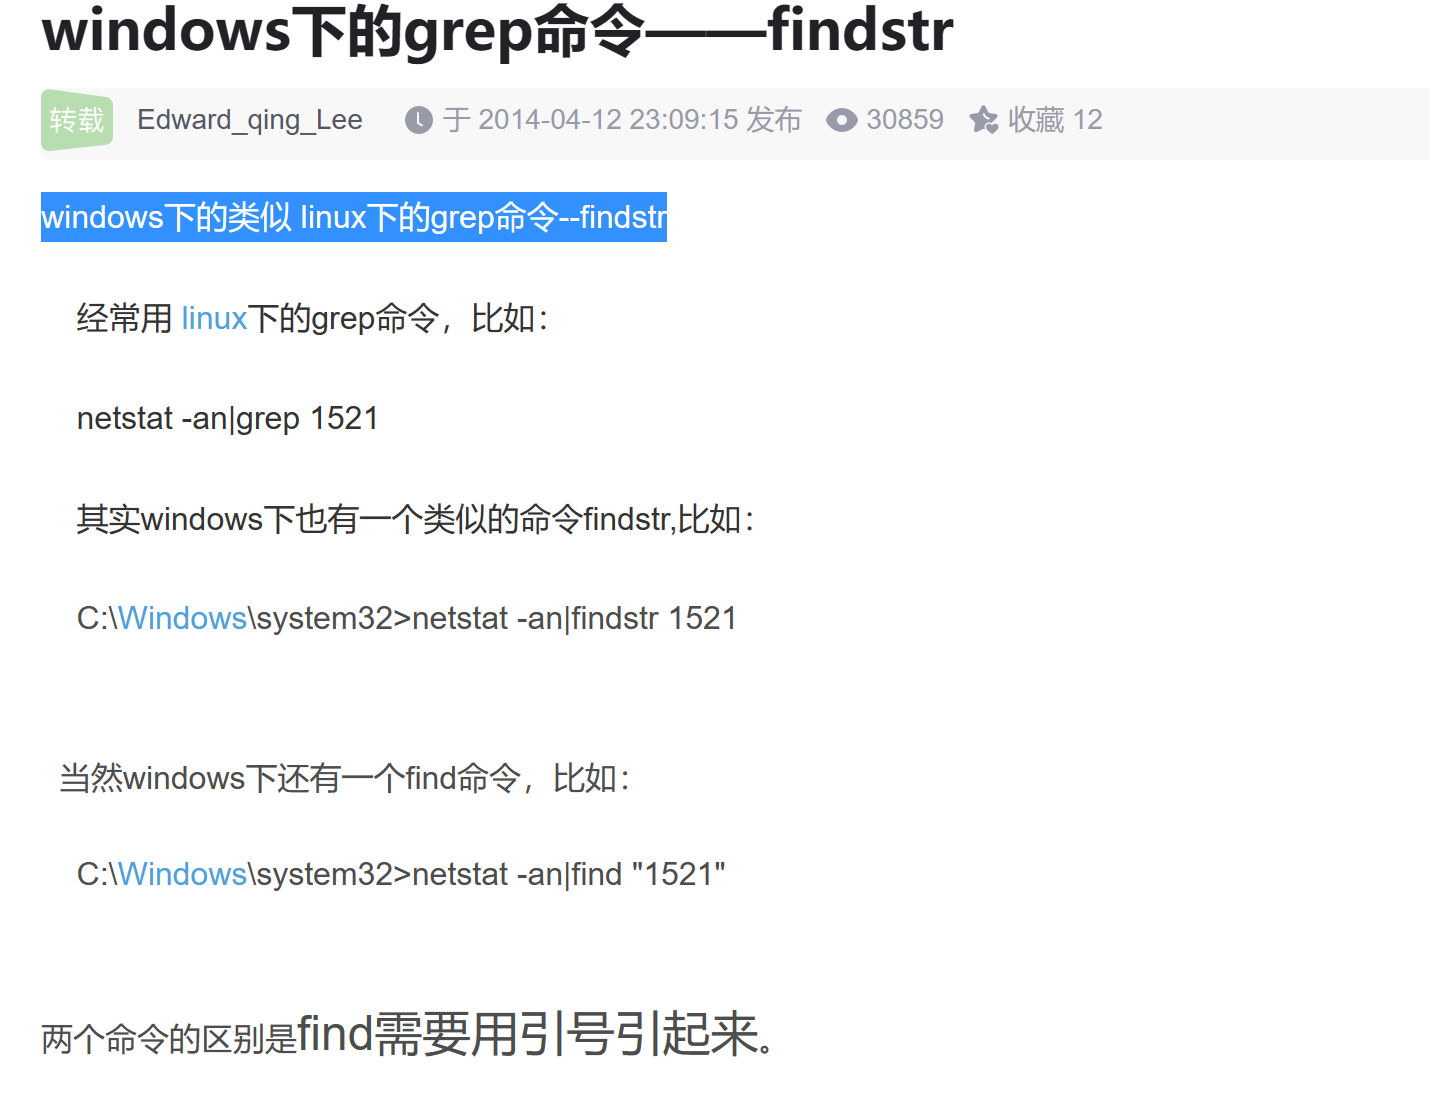 windows下的grep命令——findstr
转载 Edward_qing_Lee 于 2014-04-12 23:09:15 发布 30859 收藏 12
windows下的类似 linux下的grep命令--findstr
经常用 linux下的grep命令，比如：
netstat -an|grep 1521
其实windows下也有一个类似的命令findstr,比如：
C:\Windows\system32>netstat -an|findstr 1521
当然windows下还有一个find命令，比如：
C:\Windows\system32>netstat -an|find "1521"
两个命令的区别是find需要用引号引起来。